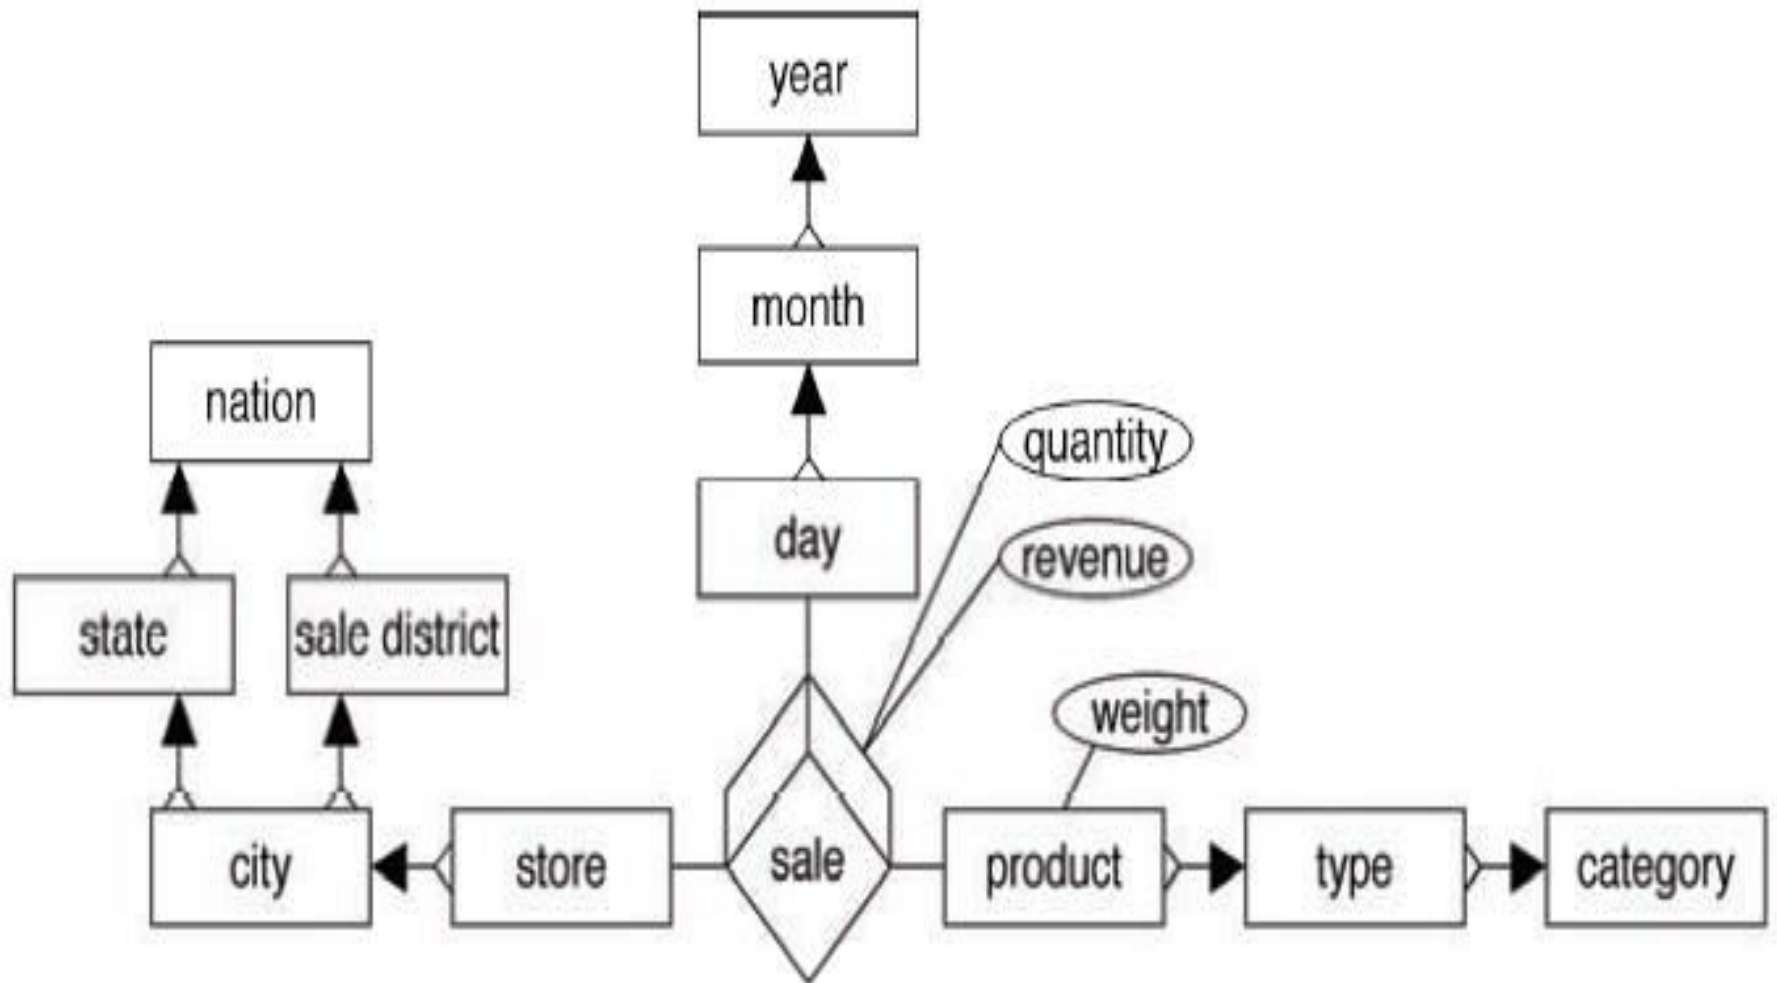 year
month
nation
quantity
day
revenue
state
sale district
weight
city
store
sale
product
type
category